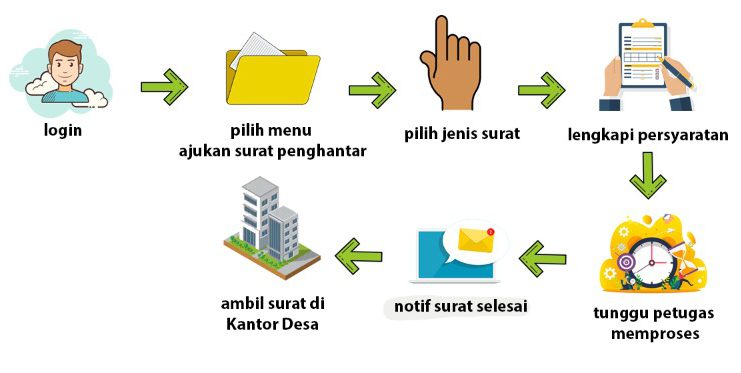 login
pilih menu
ajukan surat penghantar
pilih jenis surat
lengkapi persyaratan
tunggu petugas
memproses
notif surat selesai
ambil surat di
Kantor Desa